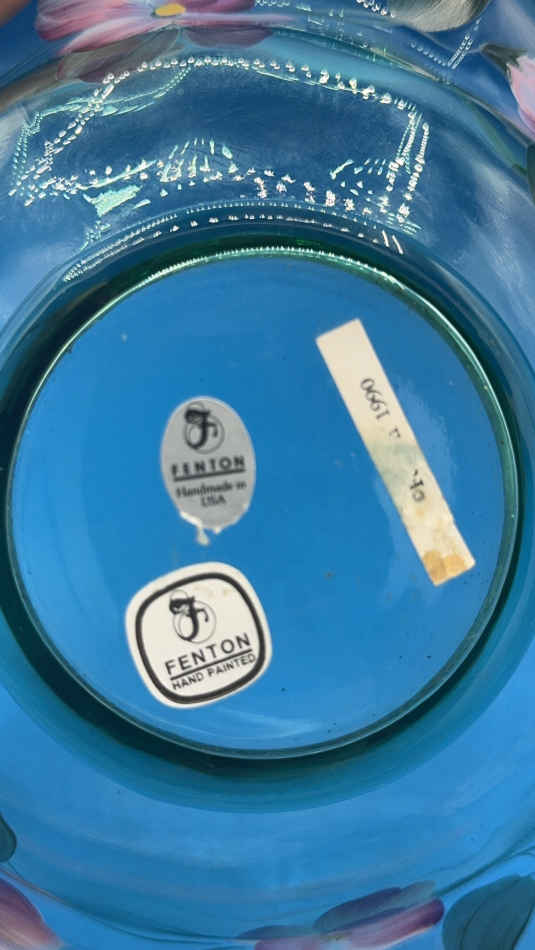 FENTON
Handmade in
USA
FENTON
HAND PAINTED
1990